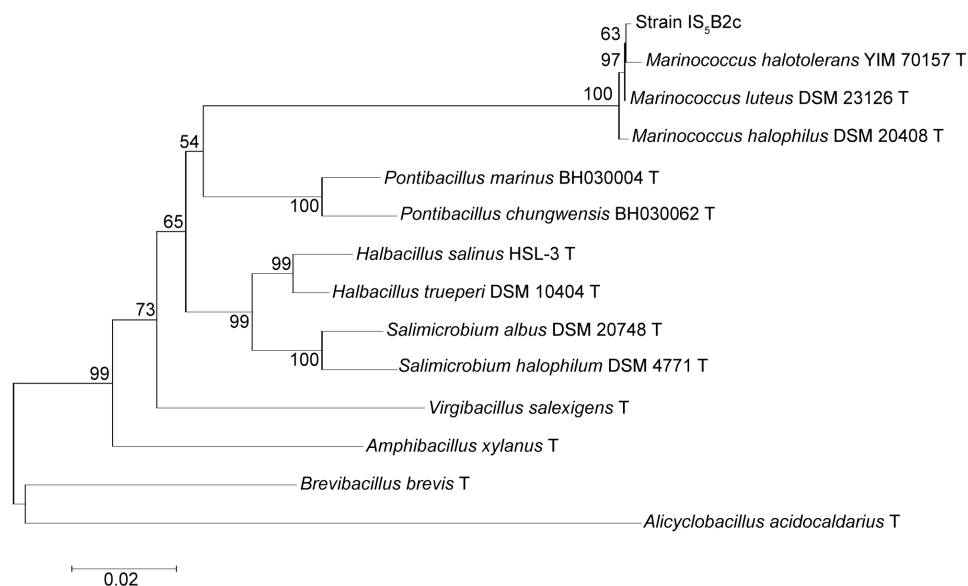 Strain IS5B2c
63
97
Marinococcus halotolerans YIM 70157 T
100
Marinococcus luteus DSM 23126 T
Marinococcus halophilus DSM 20408 T
54
Pontibacillus marinus BH030004 T
100
Pontibacillus chungwensis BH030062 T
65
Halbacillus salinus HSL-3 T
99
Halbacillus trueperi DSM 10404 T
99
Salimicrobium albus DSM 20748 T
73
100
Salimicrobium halophilum DSM 4771 T
99
Virgibacillus salexigens T
Amphibacillus xylanus T
Brevibacillus brevis T
Alicyclobacillus acidocaldarius T
0.02